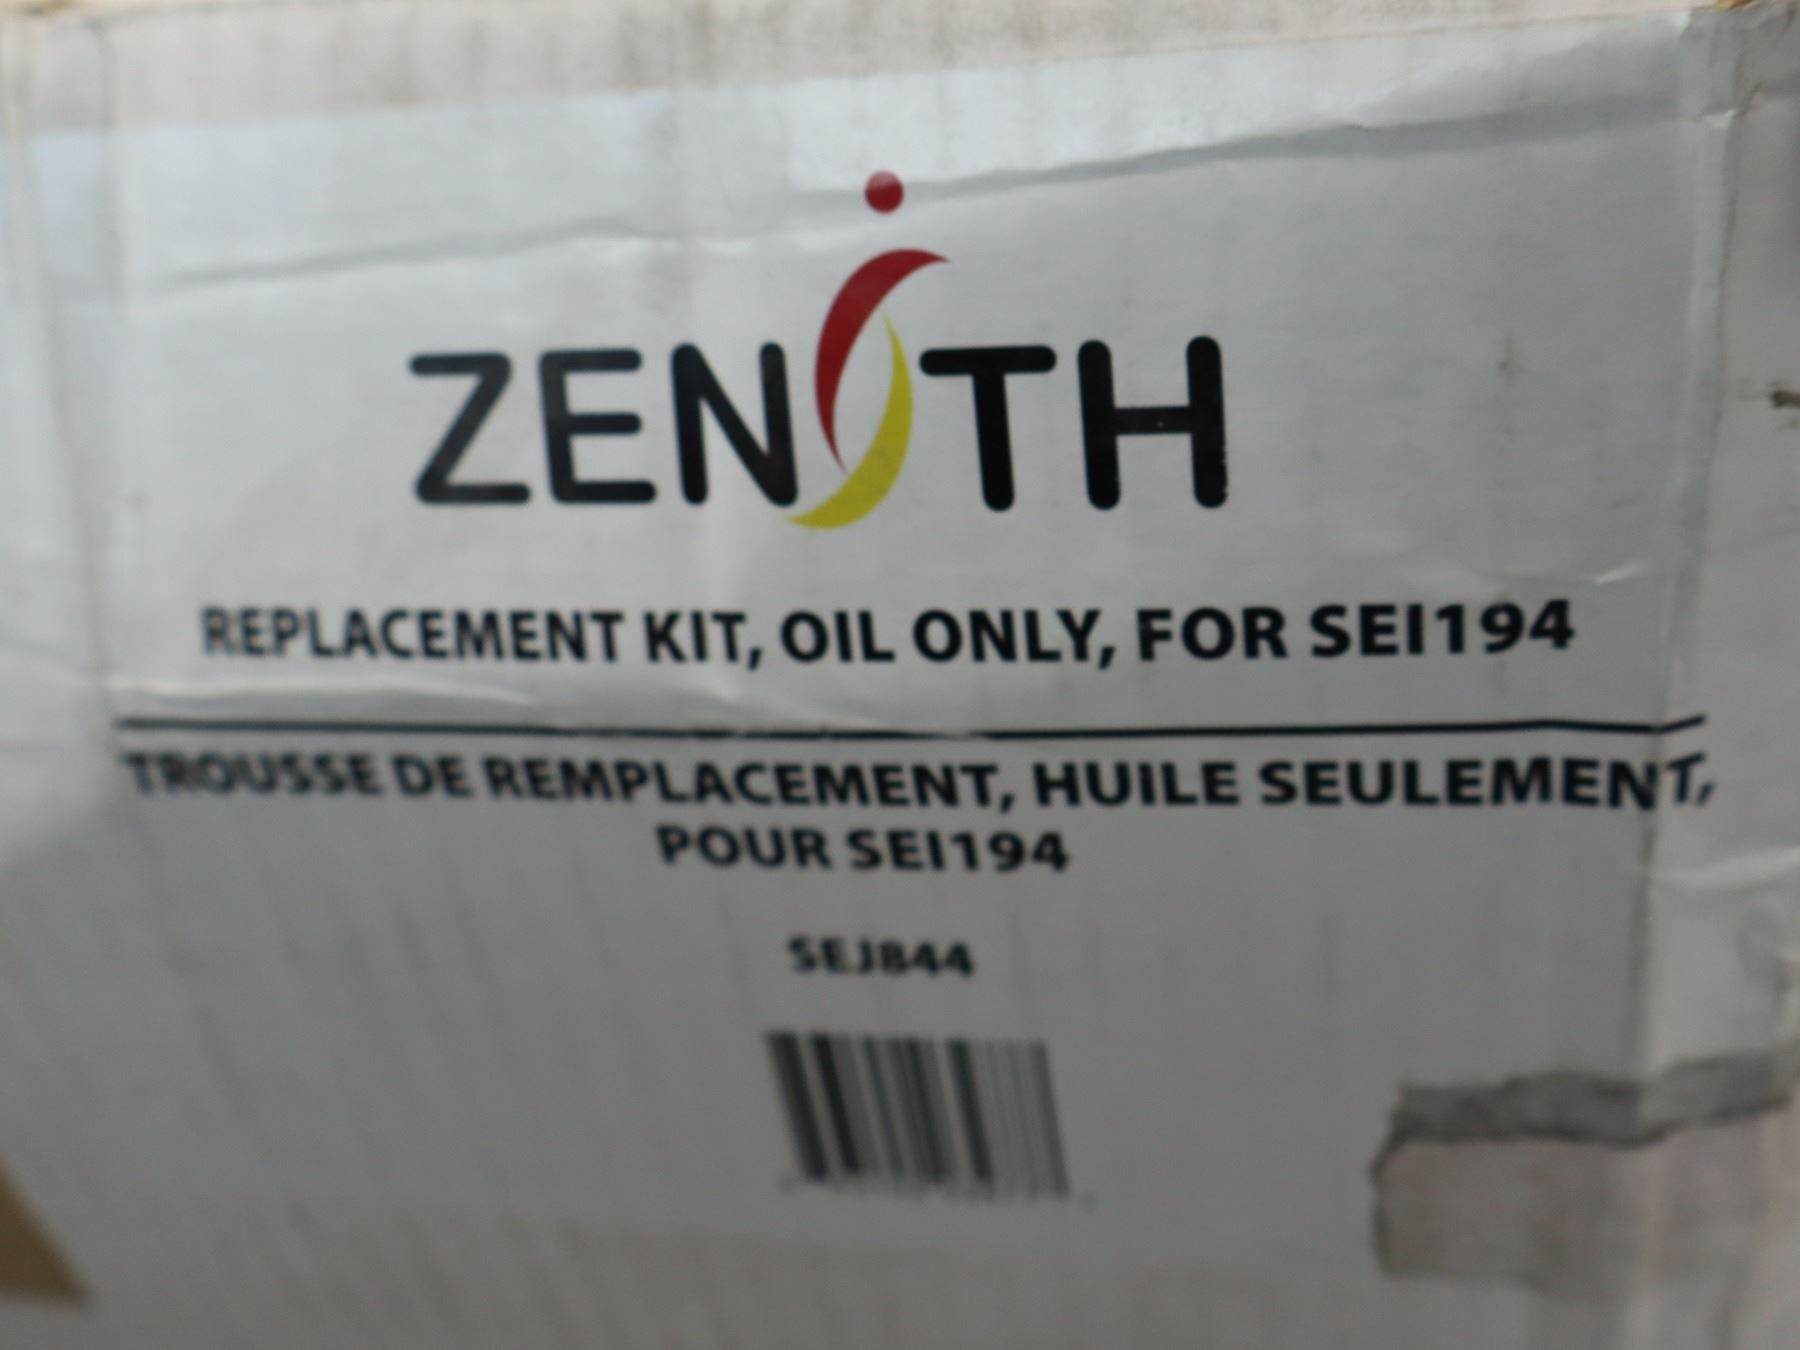 ZENITH
REPLACEMENT KIT, OIL ONLY, FOR SEI194
TROUSSE DE REMPLACEMENT, HUILE SEULEMENT,
POUR SEI194
SEJ844